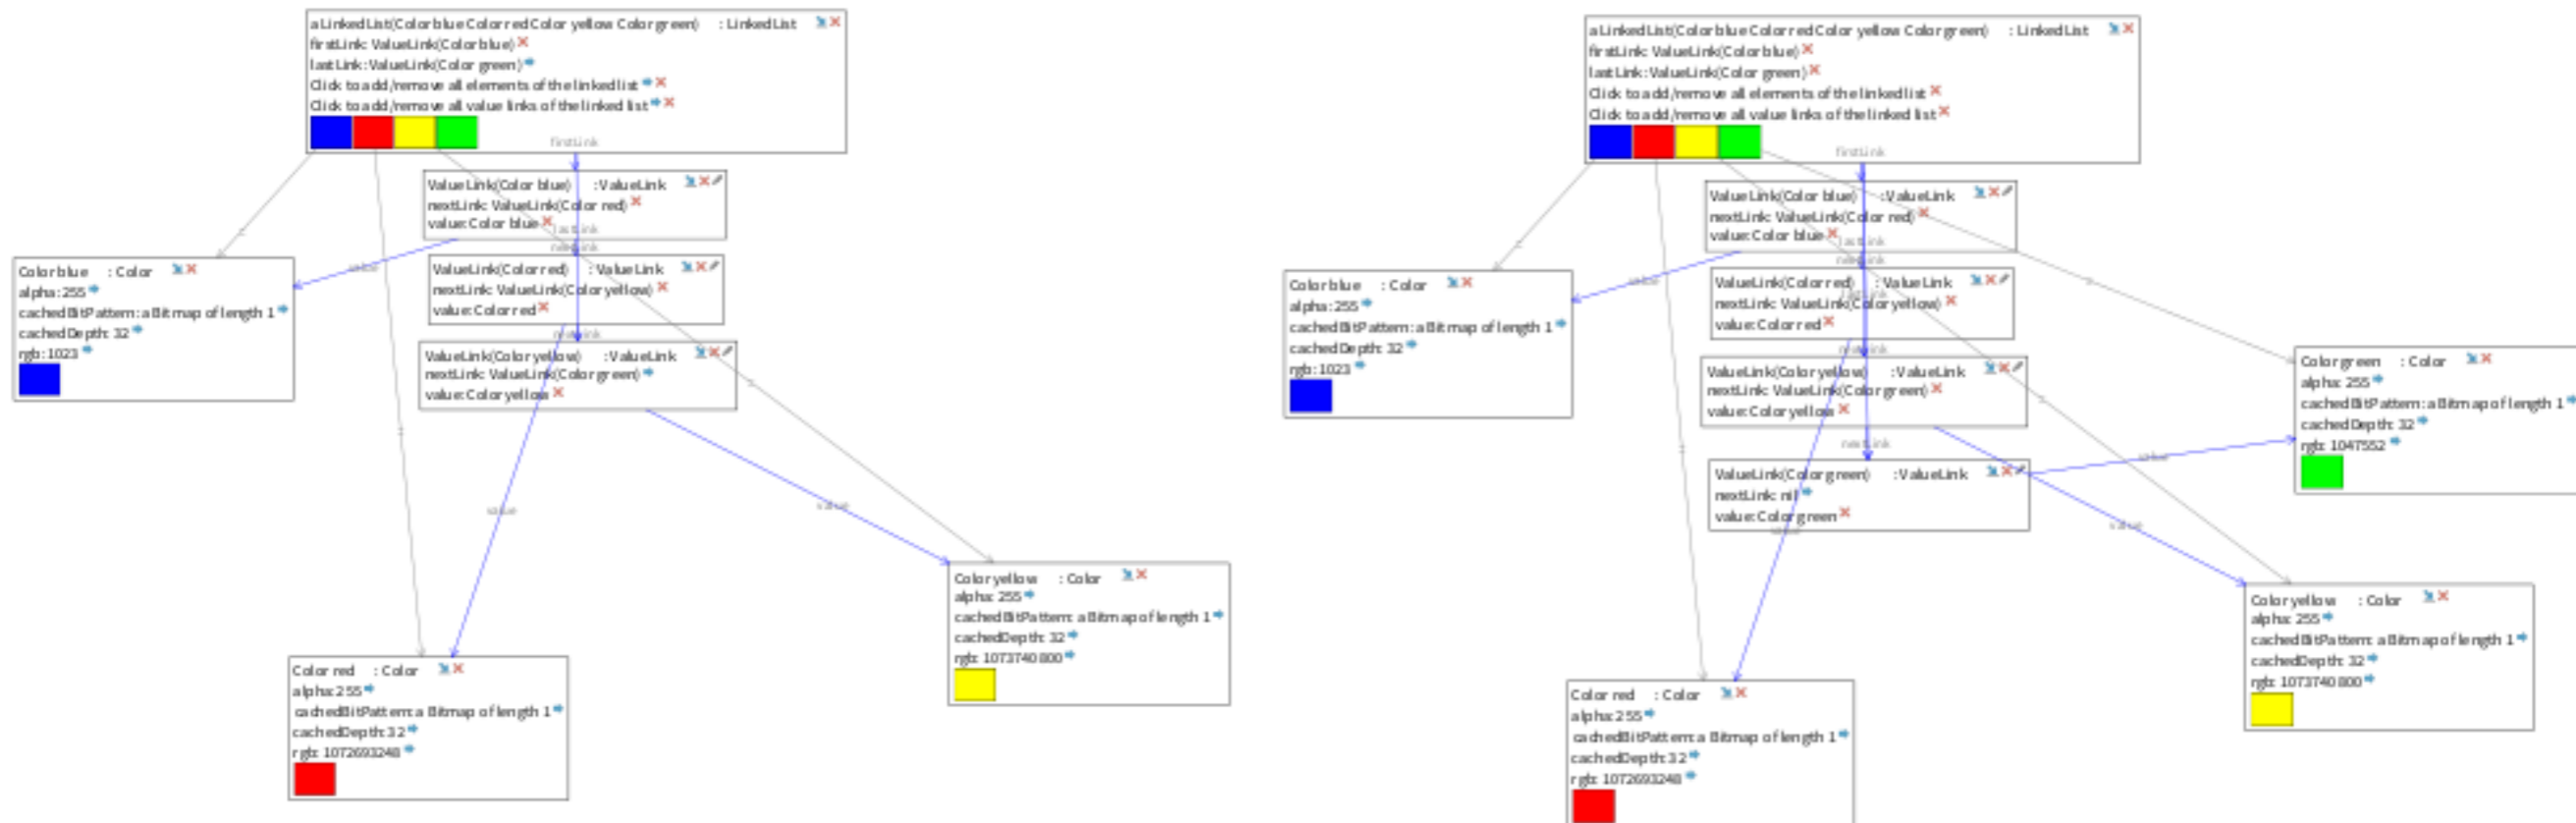 aLinkedList(Color blue Color red Color yellow Color green) : LinkedList
firstLink: ValueLink(Color blue)
lastLink: ValueLink(Color green)
Click to add/remove all elements of the linked list
Click to add/remove all value links of the linked list
firstLink
ValueLink(Color blue) : ValueLink
nextLink: ValueLink(Color red)
value: Color blue
lastLink
nextLink
value
ValueLink(Color red) : ValueLink
nextLink: ValueLink(Color yellow)
value: Color red
nextLink
ValueLink(Color yellow) : ValueLink
nextLink: ValueLink(Color green)
value: Color yellow
Color blue : Color
alpha: 255
cachedBitPattern: a Bitmap of length 1
cachedDepth: 32
rgb: 1023
value
value
Color yellow : Color
alpha: 255
cachedBitPattern: a Bitmap of length 1
cachedDepth: 32
rgb: 1073740800
Color red : Color
alpha: 255
cachedBitPattern: a Bitmap of length 1
cachedDepth: 32
rgb: 1072693248
aLinkedList(Color blue Color red Color yellow Color green) : LinkedList
firstLink: ValueLink(Color blue)
lastLink: ValueLink(Color green)
Click to add/remove all elements of the linked list
Click to add/remove all value links of the linked list
firstLink
ValueLink(Color blue) : ValueLink
nextLink: ValueLink(Color red)
value: Color blue
lastLink
nextLink
value
ValueLink(Color red) : ValueLink
nextLink: ValueLink(Color yellow)
value: Color red
nextLink
ValueLink(Color yellow) : ValueLink
nextLink: ValueLink(Color green)
value: Color yellow
nextLink
ValueLink(Color green) : ValueLink
nextLink: nil
value: Color green
value
Color blue : Color
alpha: 255
cachedBitPattern: a Bitmap of length 1
cachedDepth: 32
rgb: 1023
Color green : Color
alpha: 255
cachedBitPattern: a Bitmap of length 1
cachedDepth: 32
rgb: 1047552
value
value
Color yellow : Color
alpha: 255
cachedBitPattern: a Bitmap of length 1
cachedDepth: 32
rgb: 1073740800
Color red : Color
alpha: 255
cachedBitPattern: a Bitmap of length 1
cachedDepth: 32
rgb: 1072693248